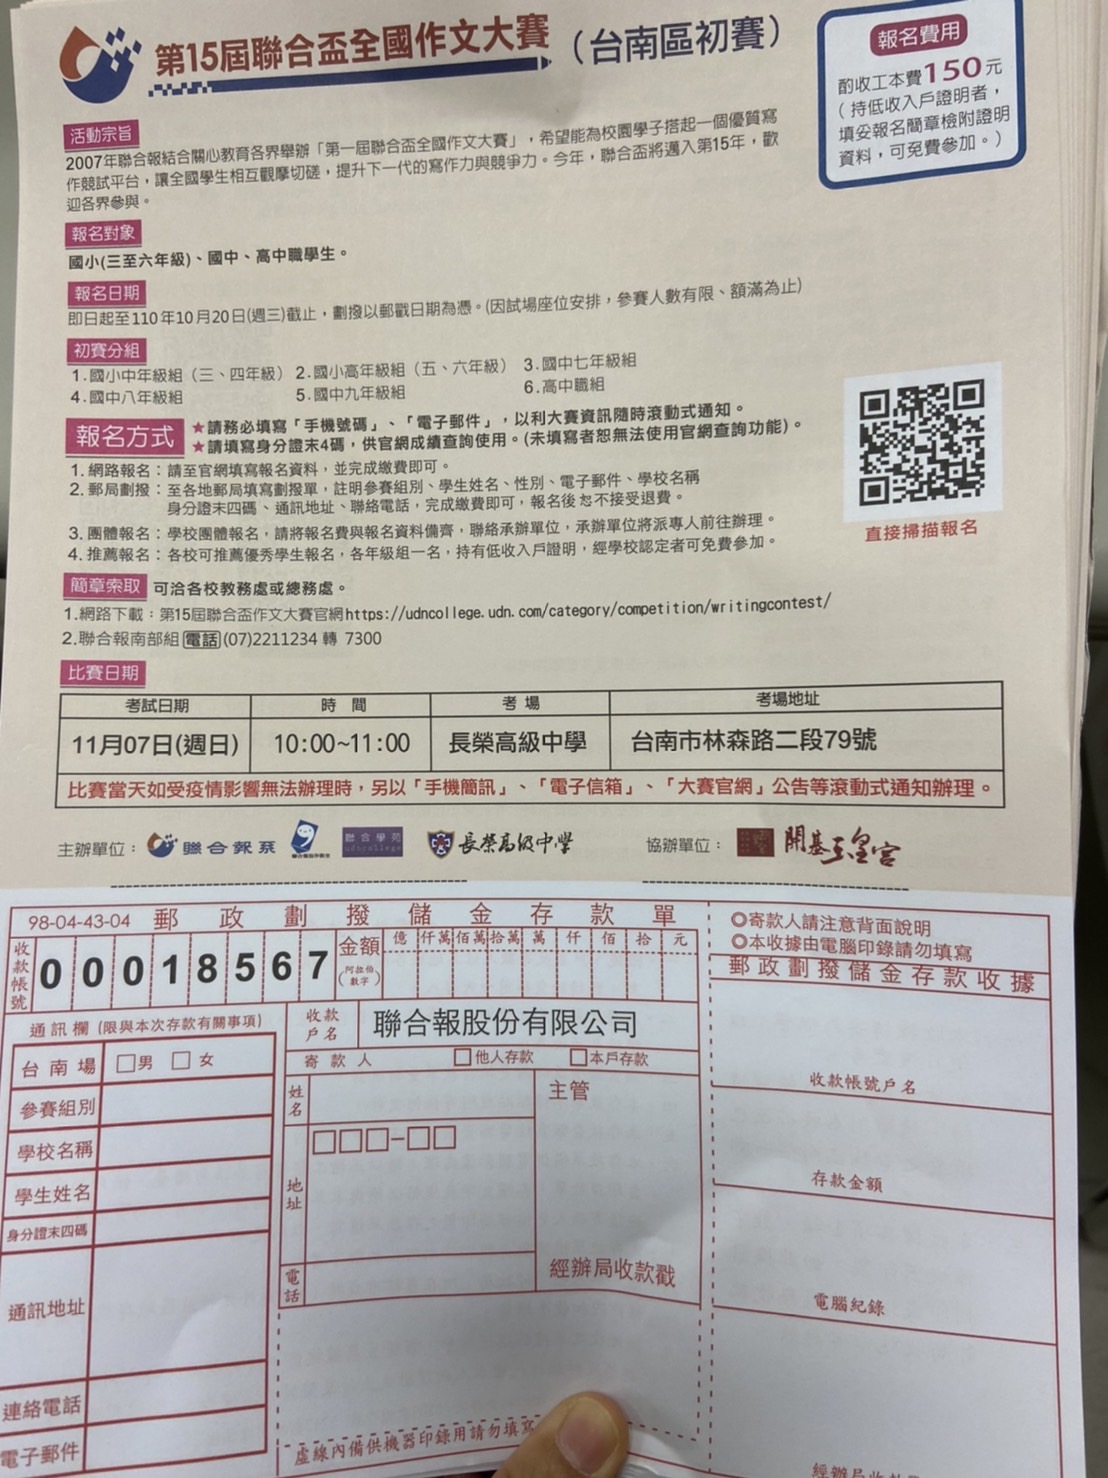 第15屆聯合盃全國作文大賽（台南區初賽）
報名費用
酌收工本費150元
（持低收入戶證明者，
填妥報名簡章檢附證明
資料，可免費參加。）
活動宗旨
2007年聯合報結合關心教育各界舉辦「第一屆聯合盃全國作文大賽」，希望能為校園學子搭起一個優質寫
作競試平台，讓全國學生相互觀摩切磋，提升下一代的寫作力與競爭力。今年，聯合盃將邁入第15年，歡
迎各界參與。
報名對象
國小(三至六年級)、國中、高中職學生。
報名日期
即日起至110年10月20日(週三)截止，劃撥以郵戳日期為憑。(因試場座位安排，參賽人數有限、額滿為止)
初賽分組
1.國小中年級組（三、四年級） 2.國小高年級組（五、六年級） 3.國中七年級組
4.國中八年級組 5.國中九年級組 6.高中職組
報名方式
★請務必填寫「手機號碼」、「電子郵件」，以利大賽資訊隨時滾動式通知。
★請填寫身分證末4碼，供官網成績查詢使用。(未填寫者恕無法使用官網查詢功能)。
1.網路報名：請至官網填寫報名資料，並完成繳費即可。
2.郵局劃撥：至各地郵局填寫劃撥單，註明參賽組別、學生姓名、性別、電子郵件、學校名稱
身分證末四碼、通訊地址、聯絡電話，完成繳費即可，報名後恕不接受退費。
3.團體報名：學校團體報名，請將報名費與報名資料備齊，聯絡承辦單位，承辦單位將派專人前往辦理。
4.推薦報名：各校可推薦優秀學生報名，各年級組一名，持有低收入戶證明，經學校認定者可免費參加。
直接掃描報名
簡章索取 可洽各校教務處或總務處。
1.網路下載：第15屆聯合盃作文大賽官網https://udncollege.udn.com/category/competition/writingcontest/
2.聯合報南部組 電話 (07)2211234 轉 7300
比賽日期
考試日期 時 間 考 場 考場地址
11月07日(週日) 10:00~11:00 長榮高級中學 台南市林森路二段79號
比賽當天如受疫情影響無法辦理時，另以「手機簡訊」、「電子信箱」、「大賽官網」公告等滾動式通知辦理。
主辦單位： 聯合報系 聯合學苑 udncollege 長榮高級中學 協辦單位： 開基玉皇宮
98-04-43-04 郵政劃撥儲金存款單
收款帳號 00018567
金額（阿拉伯數字） 億 仟萬 佰萬 拾萬 萬 仟 佰 拾 元
◎寄款人請注意背面說明
◎本收據由電腦印錄請勿填寫
郵政劃撥儲金存款收據
通訊欄 (限與本次存款有關事項)
收款戶名 聯合報股份有限公司
台南場 □男 □女
寄款人 □他人存款 □本戶存款
參賽組別
姓名
主管
收款帳號戶名
學校名稱
□□□-□□
學生姓名
地址
存款金額
身分證末四碼
通訊地址
電話
經辦局收款戳
電腦紀錄
連絡電話
電子郵件
虛線內備供機器印錄用請勿填寫
經辦局收款